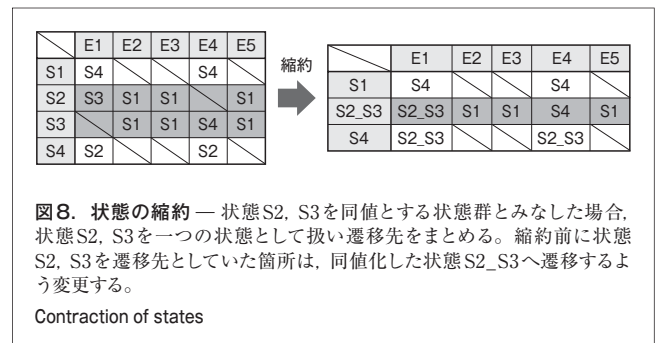 E1 E2 E3 E4 E5
S1 S4 S4
S2 S3 S1 S1 S1
S3 S1 S1 S4 S1
S4 S2 S2
縮約
E1 E2 E3 E4 E5
S1 S4 S4
S2_S3 S2_S3 S1 S1 S4 S1
S4 S2_S3 S2_S3
図8．状態の縮約 — 状態S2, S3を同値とする状態群とみなした場合,
状態S2, S3を一つの状態として扱い遷移先をまとめる。縮約前に状態
S2, S3を遷移先としていた箇所は, 同値化した状態S2_S3へ遷移するよ
う変更する。
Contraction of states